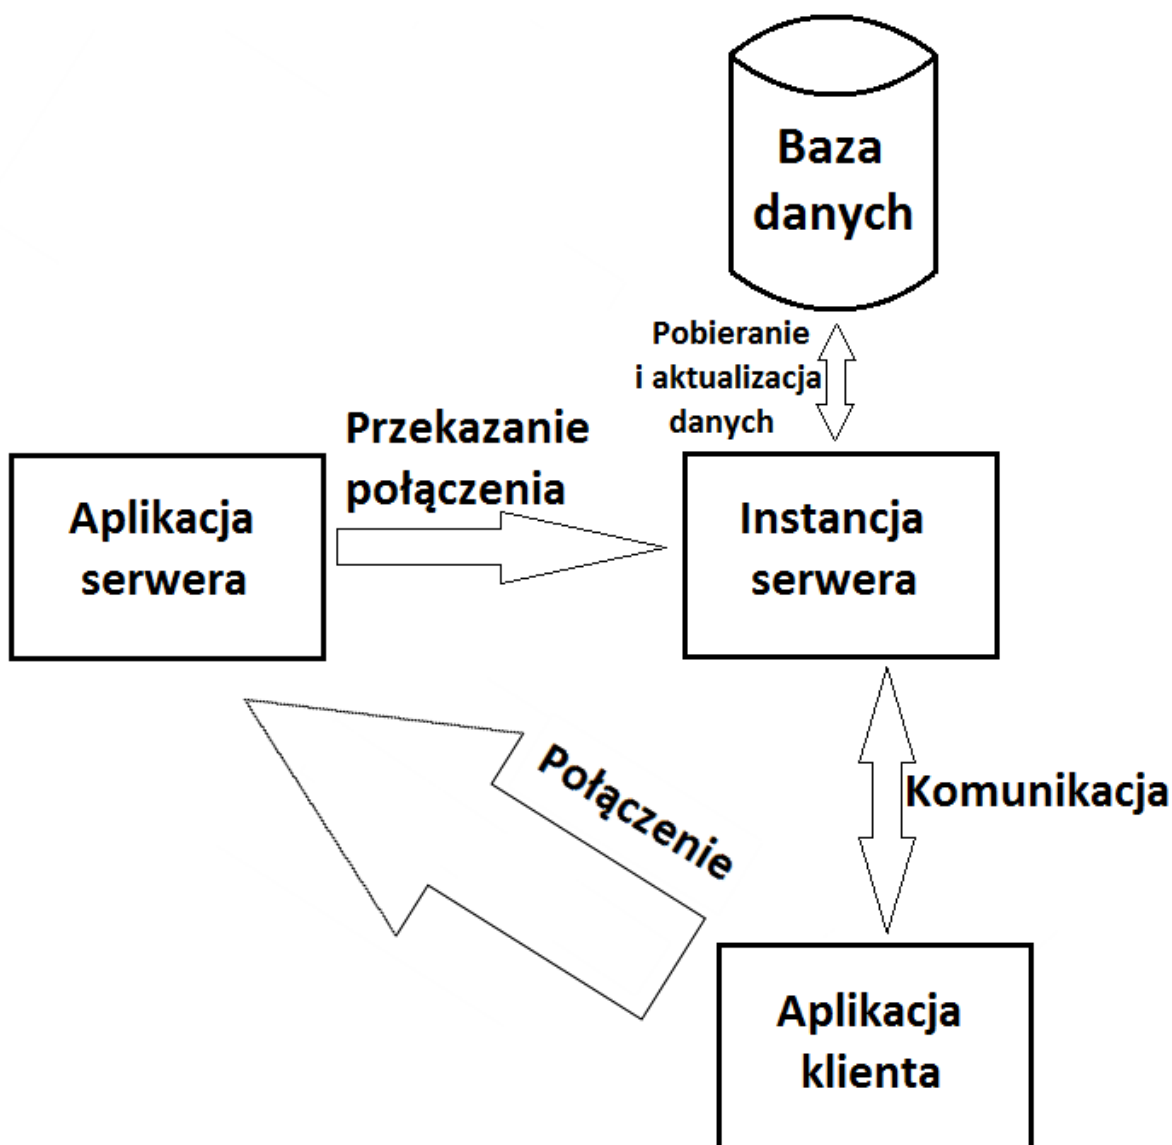 Baza
danych
Pobieranie
i aktualizacja
danych
Przekazanie
połączenia
Aplikacja
serwera
Instancja
serwera
Połączenie
Komunikacja
Aplikacja
klienta